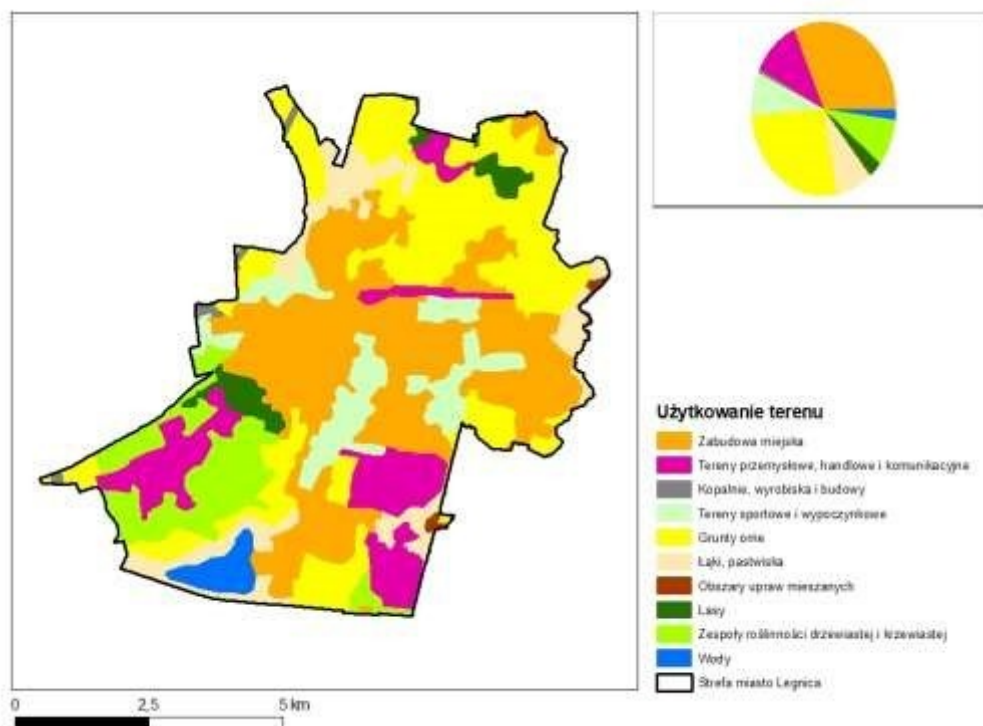 Użytkowanie terenu
Zabudowa miejska
Tereny przemysłowe, handlowe i komunikacyjne
Kopalnie, wyrobiska i budowy
Tereny sportowe i wypoczynkowe
Grunty orne
Łąki, pastwiska
Obszary upraw mieszanych
Lasy
Zespoły roślinności drzewiastej i krzewiastej
Wody
Strefa miasto Legnica
0 2,5 5 km